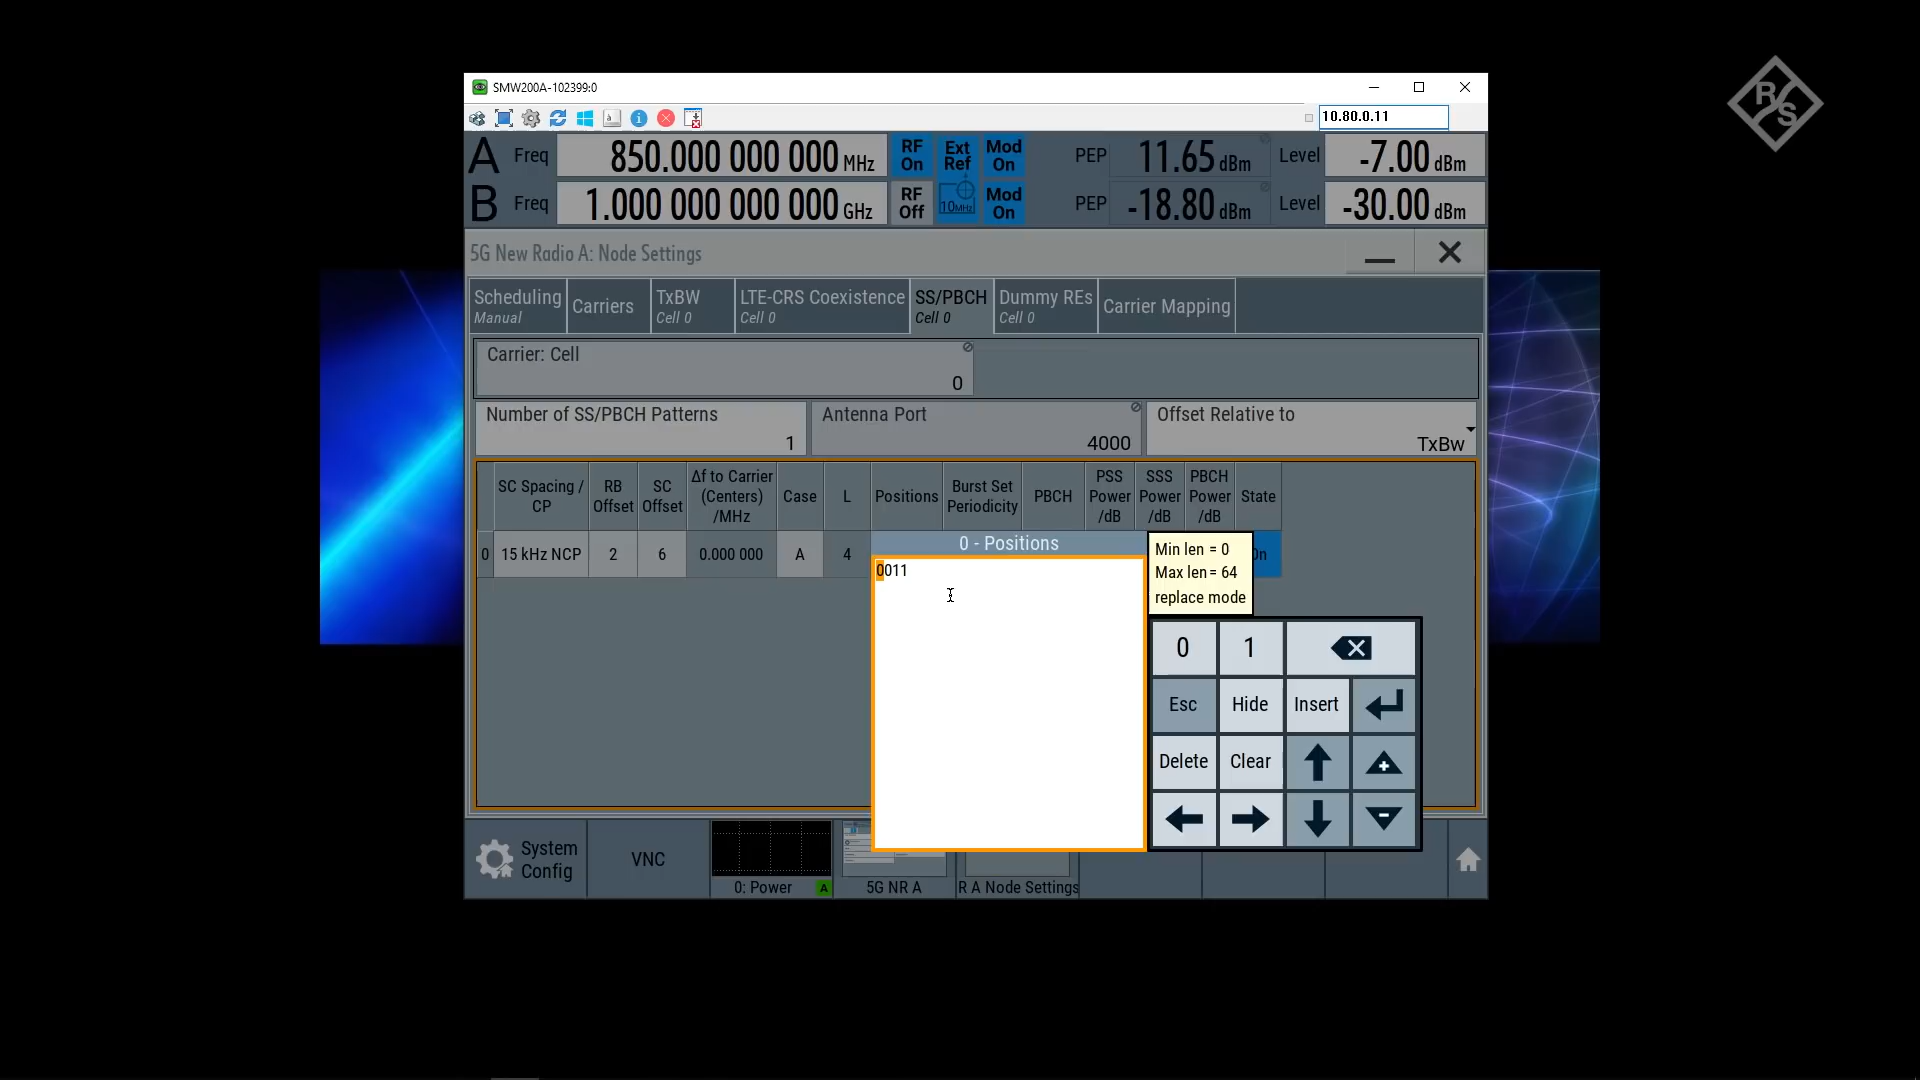 R/S
SMW200A-102399:0
10.80.0.11
A Freq 850.000 000 000 MHz RF On Ext Ref Mod On PEP 11.65 dBm Level -7.00 dBm
B Freq 1.000 000 000 000 GHz RF Off 10MHz Mod On PEP -18.80 dBm Level -30.00 dBm
5G New Radio A: Node Settings
Scheduling Manual
Carriers
TxBW Cell 0
LTE-CRS Coexistence Cell 0
SS/PBCH Cell 0
Dummy REs Cell 0
Carrier Mapping
Carrier: Cell
0
Number of SS/PBCH Patterns
1
Antenna Port
4000
Offset Relative to
TxBw
SC Spacing / CP
RB Offset
SC Offset
Δf to Carrier (Centers) /MHz
Case
L
Positions
Burst Set Periodicity
PBCH
PSS Power /dB
SSS Power /dB
PBCH Power /dB
State
0 15 kHz NCP 2 6 0.000 000 A 4
0 - Positions
0011
Min len = 0
Max len = 64
replace mode
0 1
Esc Hide Insert
Delete Clear
System Config
VNC
0: Power A
5G NR A
R A Node Settings